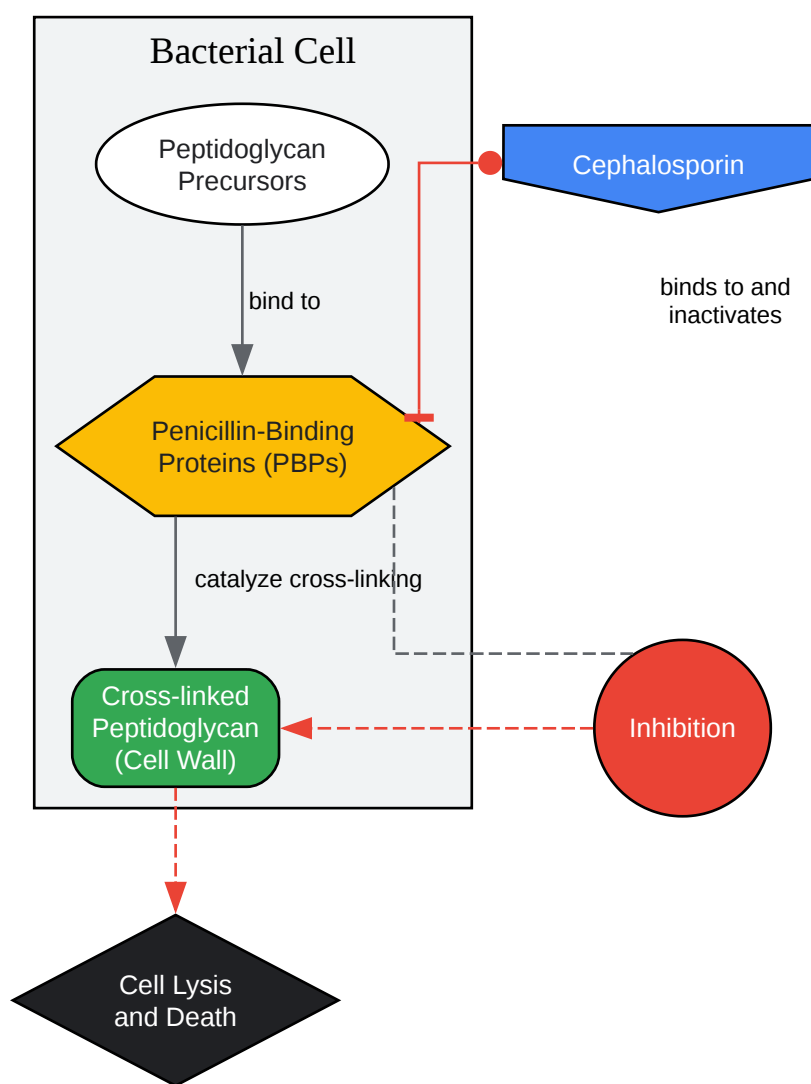 Bacterial Cell
Peptidoglycan
Precursors
Cephalosporin
bind to
binds to and
inactivates
Penicillin-Binding
Proteins (PBPs)
catalyze cross-linking
Cross-linked
Peptidoglycan
(Cell Wall)
Inhibition
Cell Lysis
and Death